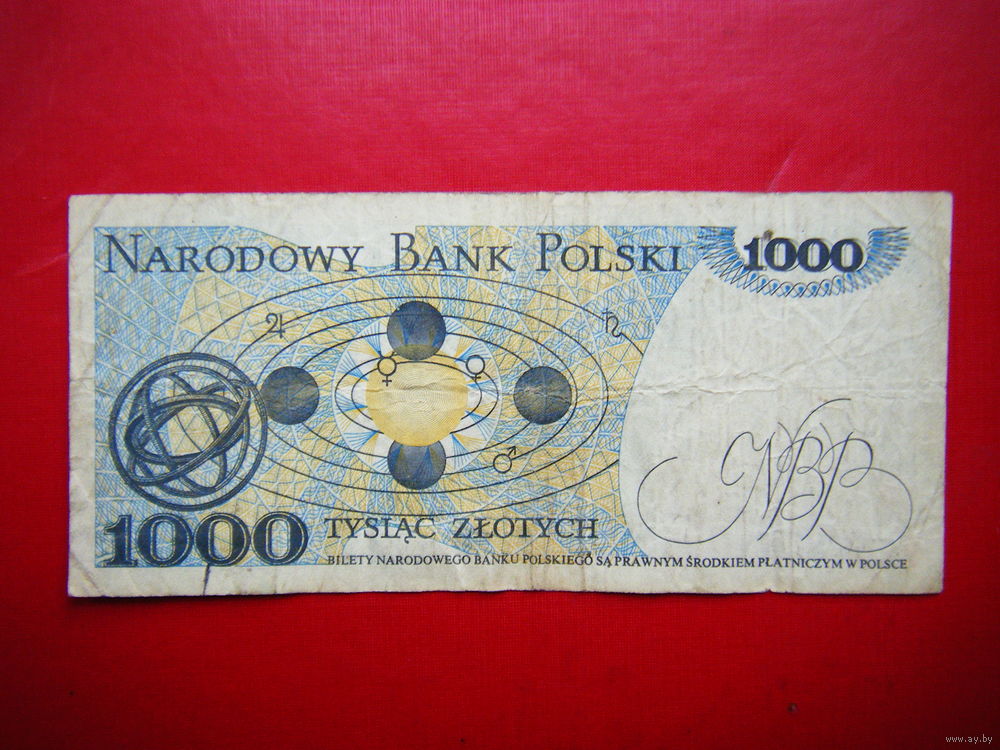 NARODOWY BANK POLSKI 1000
♃ ♄
☿ ♀
♂
NBP
1000 TYSIĄC ZŁOTYCH
BILETY NARODOWEGO BANKU POLSKIEGO SĄ PRAWNYM ŚRODKIEM PŁATNICZYM W POLSCE
www.ay.by